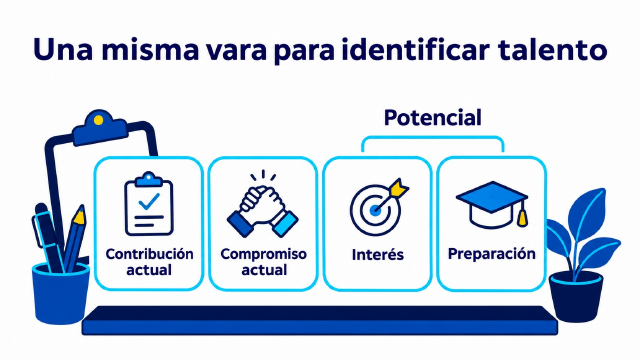 Una misma vara para identificar talento
Potencial
Contribución
actual
Compromiso
actual
Interés
Preparación